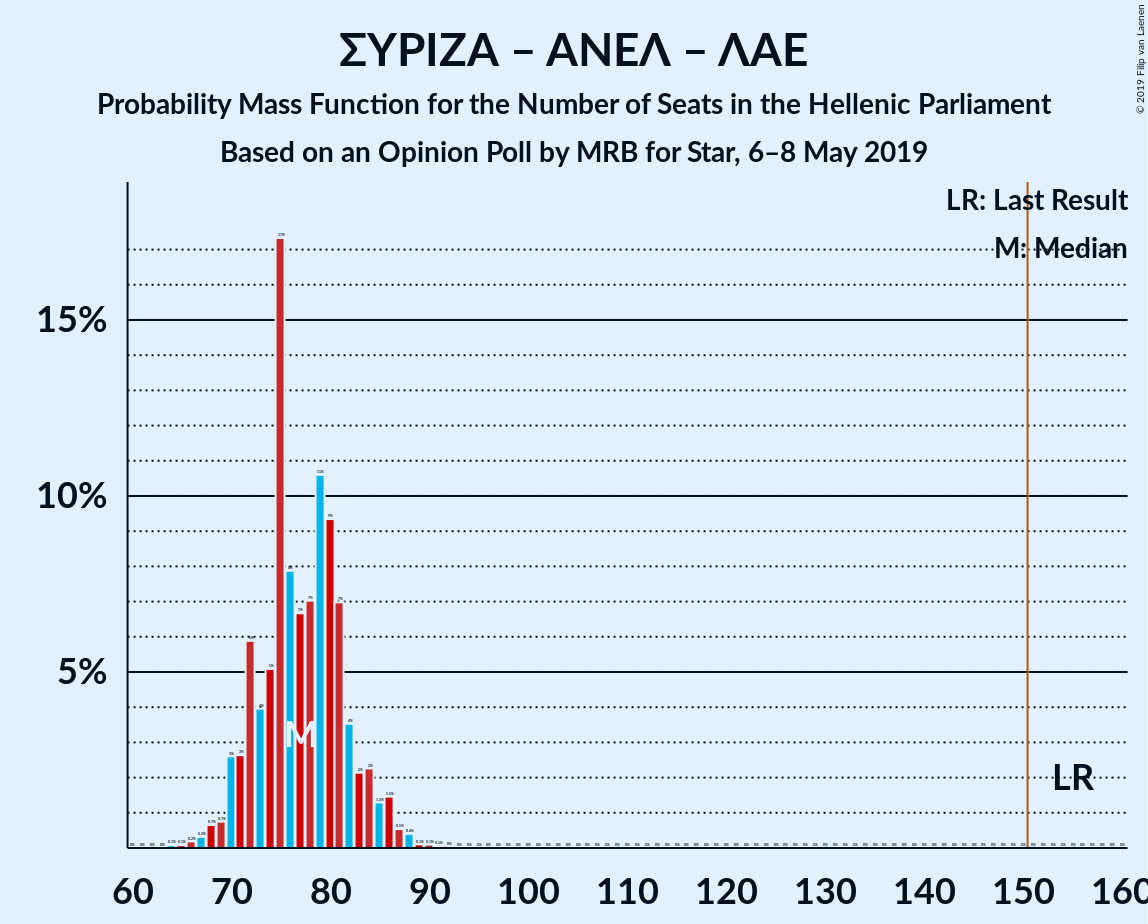 ΣΥΡΙΖΑ – ΑΝΕΛ – ΛΑΕ
Probability Mass Function for the Number of Seats in the Hellenic Parliament
Based on an Opinion Poll by MRB for Star, 6–8 May 2019
© 2019 Filip van Laenen
LR: Last Result
M: Median
15%
10%
5%
M
LR
60 70 80 90 100 110 120 130 140 150 160